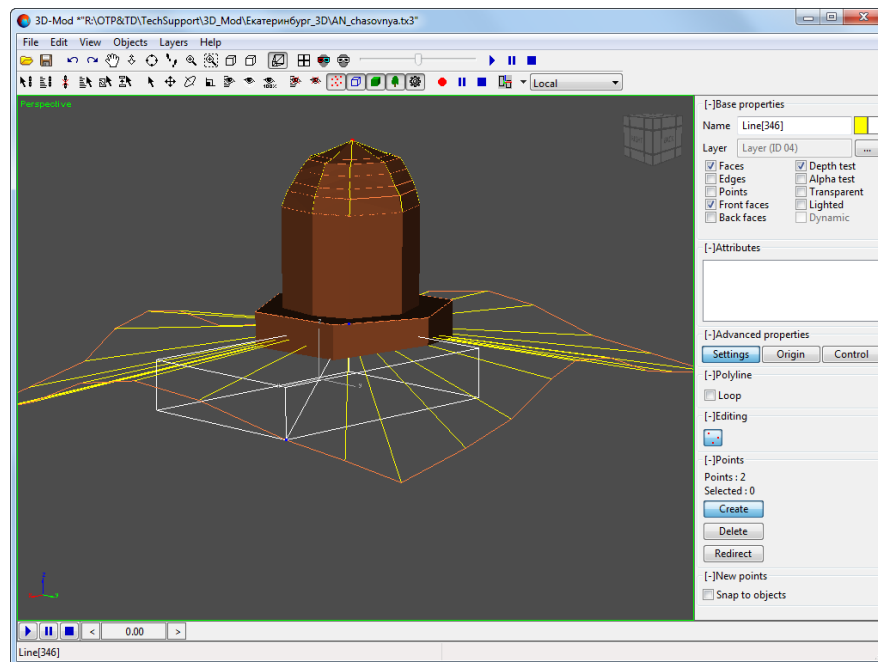 3-D-Mod *"R:\OTP&TD\TechSupport\3D_Mod\Екатеринбург_3D\AN_chasovnya.tx3"
File Edit View Objects Layers Help
Local
Perspective
[-]Base properties
Name Line[346]
Layer Layer (ID 04) ...
Faces Depth test
Edges Alpha test
Points Transparent
Front faces Lighted
Back faces Dynamic
[-]Attributes
[-]Advanced properties
Settings Origin Control
[-]Polyline
Loop
[-]Editing
[-]Points
Points : 2
Selected : 0
Create
Delete
Redirect
[-]New points
Snap to objects
< 0.00 >
Line[346]